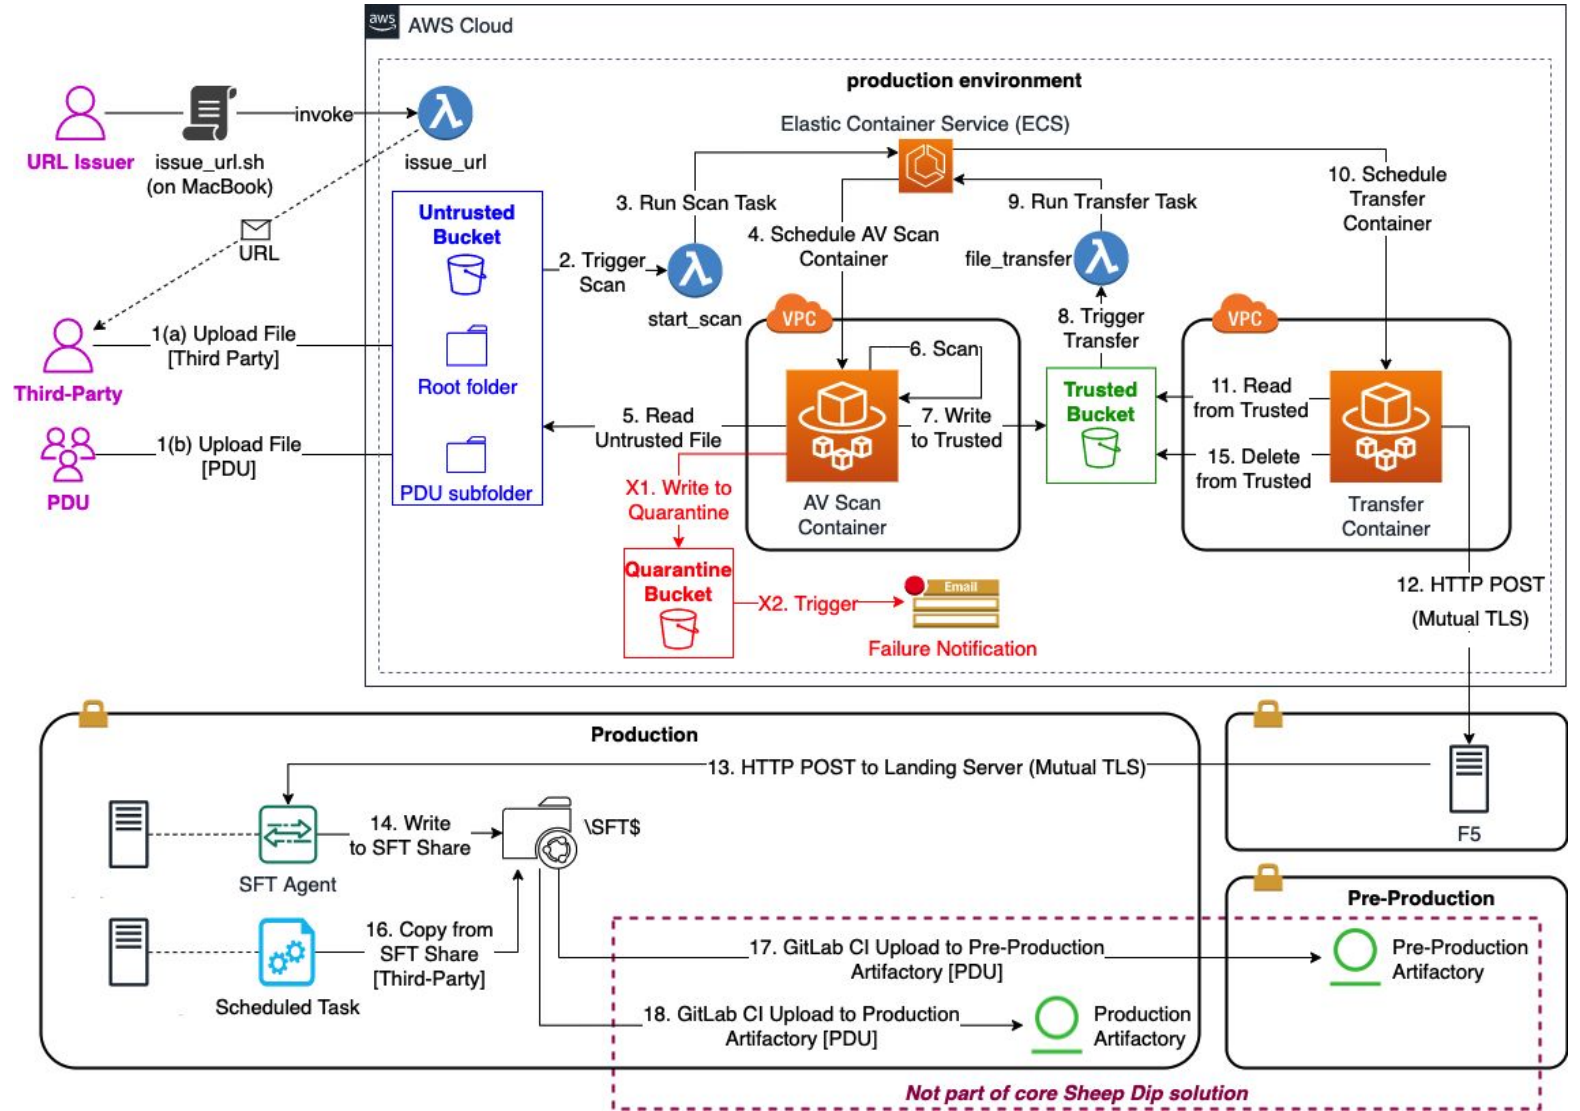 aws
AWS Cloud
production environment
Elastic Container Service (ECS)
URL Issuer
issue_url.sh
(on MacBook)
invoke
issue_url
URL
Third-Party
1(a) Upload File
[Third Party]
PDU
1(b) Upload File
[PDU]
Untrusted
Bucket
Root folder
PDU subfolder
2. Trigger
Scan
start_scan
3. Run Scan Task
4. Schedule AV Scan
Container
VPC
5. Read
Untrusted File
6. Scan
7. Write
to Trusted
AV Scan
Container
X1. Write to
Quarantine
Quarantine
Bucket
X2. Trigger
Email
Failure Notification
Trusted
Bucket
8. Trigger
Transfer
file_transfer
9. Run Transfer Task
10. Schedule
Transfer
Container
VPC
11. Read
from Trusted
15. Delete
from Trusted
Transfer
Container
12. HTTP POST
(Mutual TLS)
F5
Production
13. HTTP POST to Landing Server (Mutual TLS)
SFT Agent
14. Write
to SFT Share
\SFT$
Scheduled Task
16. Copy from
SFT Share
[Third-Party]
Pre-Production
17. GitLab CI Upload to Pre-Production
Artifactory [PDU]
Pre-Production
Artifactory
18. GitLab CI Upload to Production
Artifactory [PDU]
Production
Artifactory
Not part of core Sheep Dip solution